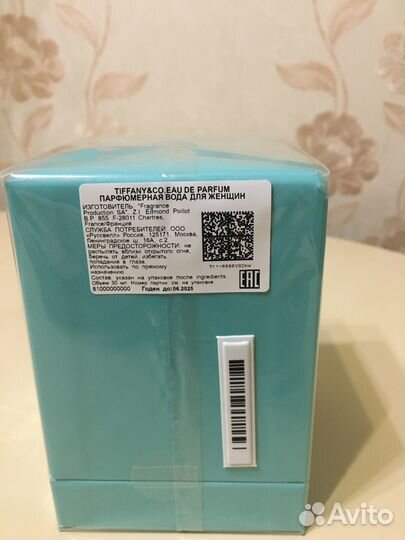 TIFFANY&CO.EAU DE PARFUM
ПАРФЮМЕРНАЯ ВОДА ДЛЯ ЖЕНЩИН
ИЗГОТОВИТЕЛЬ: "Fragrance
Production SA", Z.I. Edmond Poillot
B.P. 855 F-28011 Chartres,
France/Франция
СЛУЖБА ПОТРЕБИТЕЛЕЙ: ООО
«Руссвелл» Россия, 125171, Москва,
Ленинградское ш. 16А, с.2
МЕРЫ ПРЕДОСТОРОЖНОСТИ: не
распылять вблизи открытого огня,
беречь от детей, избегать
попадания в глаза.
Использовать по прямому
назначению.
Состав: указан на упаковке после ingredients.
Объем 30 мл. Номер партии: см. на упаковке
81000000000 Годен до:06.2025
EAC
Avito